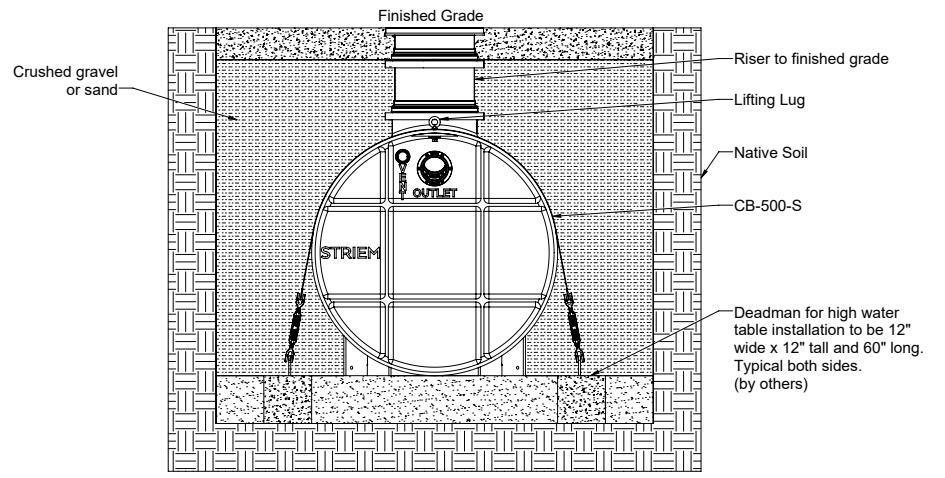 Finished Grade
Crushed gravel
or sand
Riser to finished grade
Lifting Lug
Native Soil
CB-500-S
VENT
OUTLET
STRIEM
Deadman for high water
table installation to be 12"
wide x 12" tall and 60" long.
Typical both sides.
(by others)